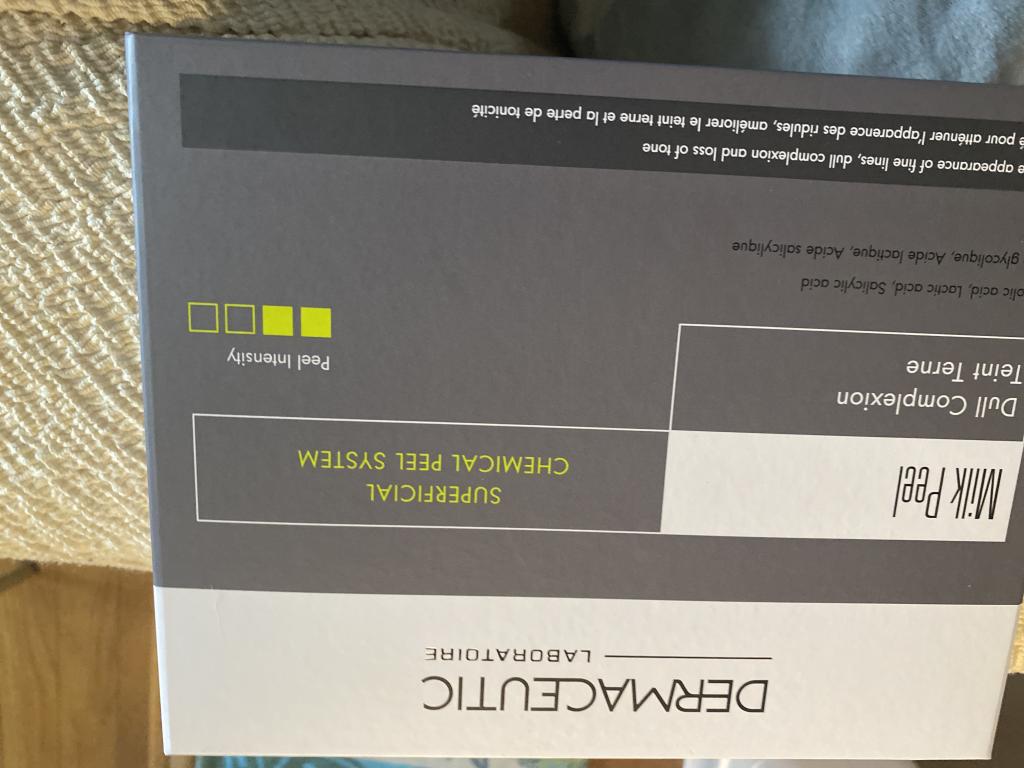 DERMACEUTIC
LABORATOIRE
Milk Peel
SUPERFICIAL
CHEMICAL PEEL SYSTEM
Dull Complexion
Teint Terne
Peel Intensity
acid, Lactic acid, Salicylic acid
glycolique, Acide lactique, Acide salicylique
appearance of fine lines, dull complexion and loss of tone
pour atténuer l'apparence des ridules, améliorer le teint terne et la perte de tonicité